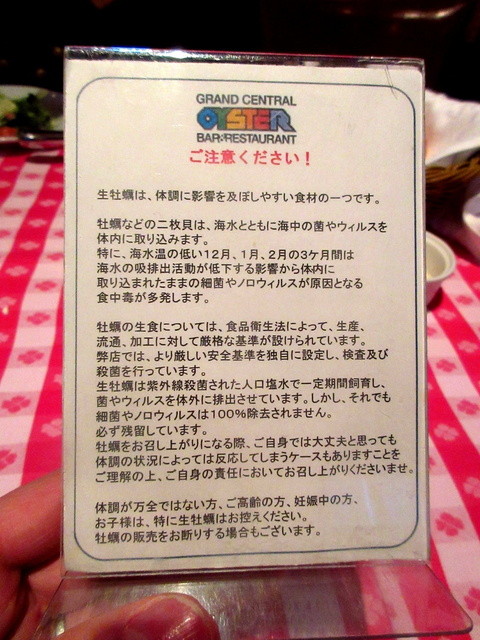 GRAND CENTRAL
OYSTER
BAR & RESTAURANT
ご注意ください！
生牡蠣は、体調に影響を及ぼしやすい食材の一つです。
牡蠣などの二枚貝は、海水とともに海中の菌やウィルスを
体内に取り込みます。
特に、海水温の低い12月、1月、2月の3ケ月間は
海水の吸排出活動が低下する影響から体内に
取り込まれたままの細菌やノロウィルスが原因となる
食中毒が多発します。
牡蠣の生食については、食品衛生法によって、生産、
流通、加工に対して厳格な基準が設けられています。
弊店では、より厳しい安全基準を独自に設定し、検査及び
殺菌を行っています。
生牡蠣は紫外線殺菌された人口塩水で一定期間飼育し、
菌やウィルスを体外に排出させています。しかし、それでも
細菌やノロウィルスは100%除去されません。
必ず残留しています。
牡蠣をお召し上がりになる際、ご自身では大丈夫と思っても
体調の状況によっては反応してしまうケースもありますことを
ご理解の上、ご自身の責任においてお召し上がりくださいませ。
体調が万全ではない方、ご高齢の方、妊娠中の方、
お子様は、特に生牡蠣はお控えください。
牡蠣の販売をお断りする場合もございます。